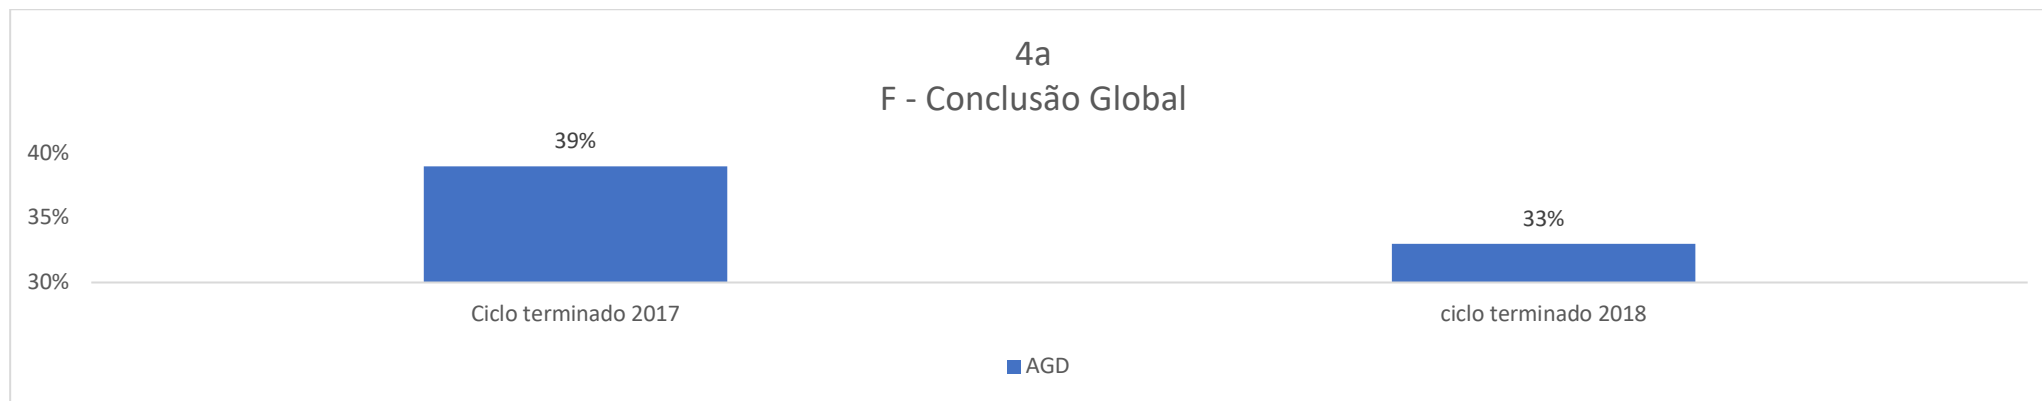 4a
F - Conclusão Global
39%
40%
35%
33%
30%
Ciclo terminado 2017
ciclo terminado 2018
AGD